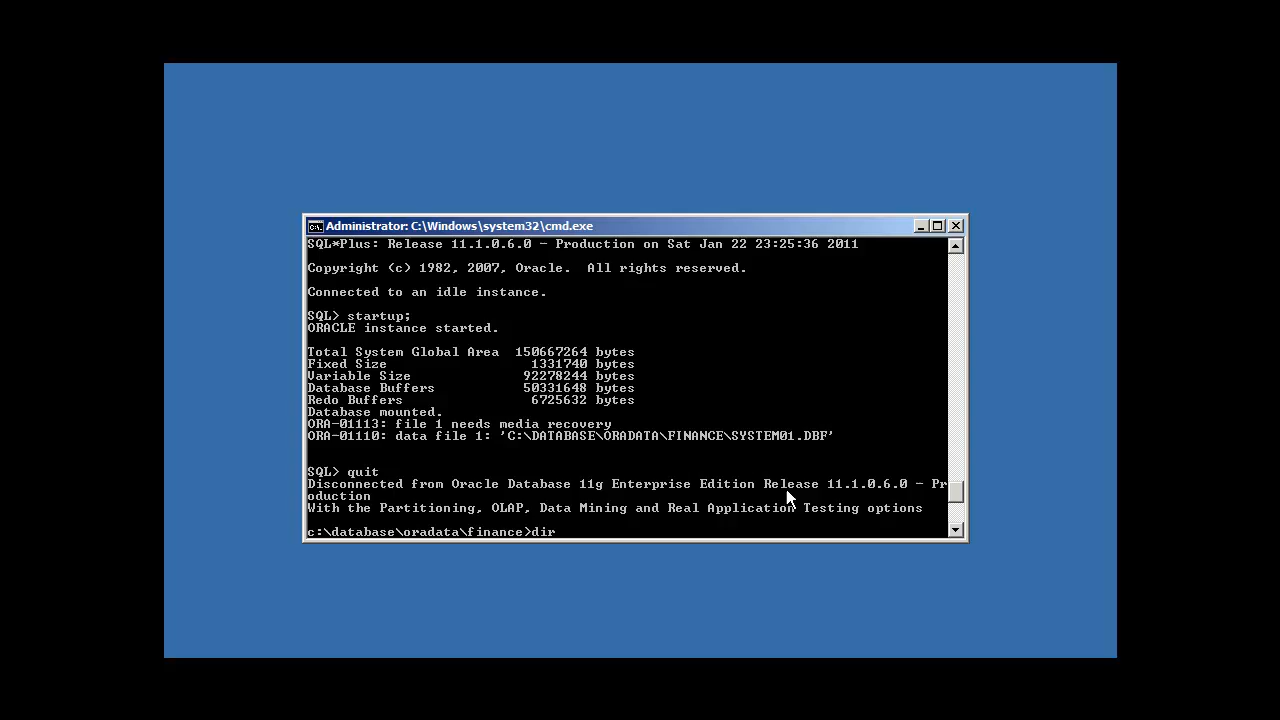 Administrator: C:\Windows\system32\cmd.exe
SQL*Plus: Release 11.1.0.6.0 - Production on Sat Jan 22 23:25:36 2011
Copyright (c) 1982, 2007, Oracle.  All rights reserved.
Connected to an idle instance.
SQL> startup;
ORACLE instance started.
Total System Global Area  150667264 bytes
Fixed Size                  1331740 bytes
Variable Size              92278244 bytes
Database Buffers           50331648 bytes
Redo Buffers                6725632 bytes
Database mounted.
ORA-01113: file 1 needs media recovery
ORA-01110: data file 1: 'C:\DATABASE\ORADATA\FINANCE\SYSTEM01.DBF'
SQL> quit
Disconnected from Oracle Database 11g Enterprise Edition Release 11.1.0.6.0 - Pr
oduction
With the Partitioning, OLAP, Data Mining and Real Application Testing options
c:\database\oradata\finance>dir